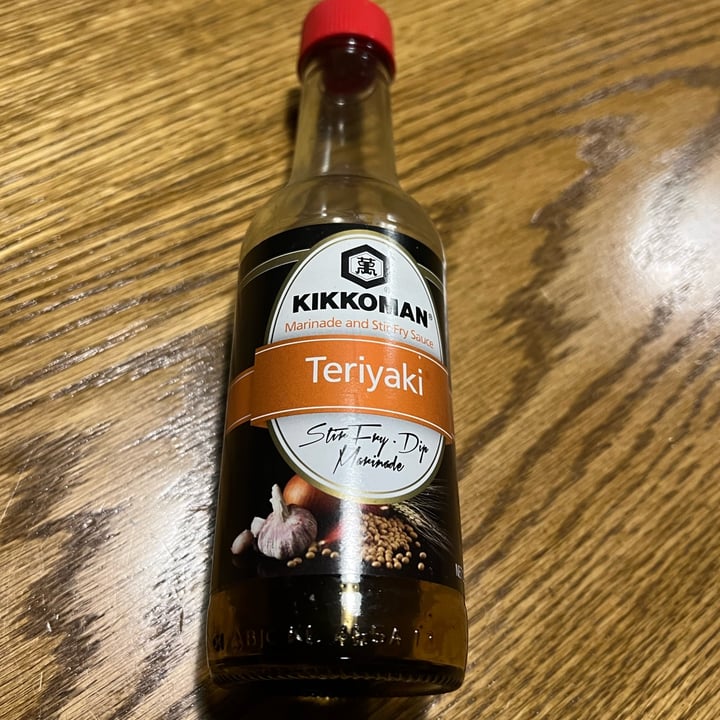 萬
KIKKOMAN®
Marinade and Stir Fry Sauce
Teriyaki
Stir Fry · Dip
Marinade